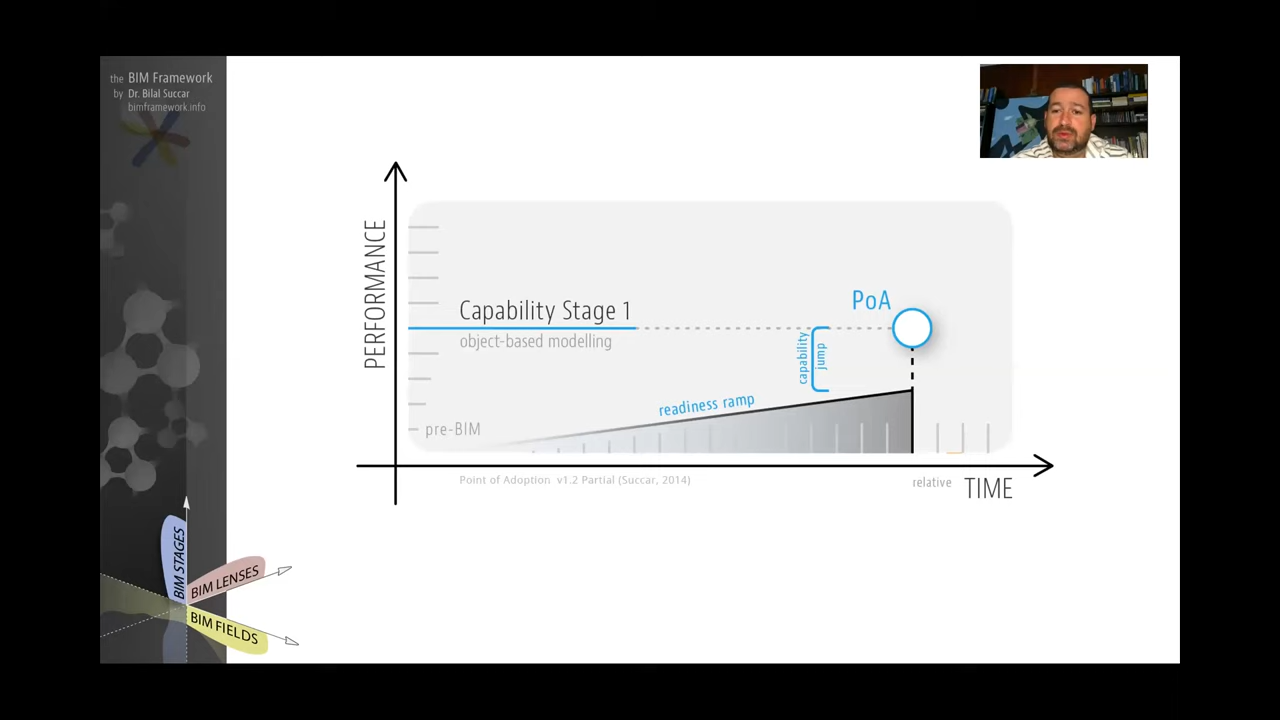 the BIM Framework
by Dr. Bilal Succar
bimframework.info
PERFORMANCE
Capability Stage 1
object-based modelling
PoA
capability
jump
readiness ramp
pre-BIM
Point of Adoption v1.2 Partial (Succar, 2014)
relative TIME
BIM STAGES
BIM LENSES
BIM FIELDS